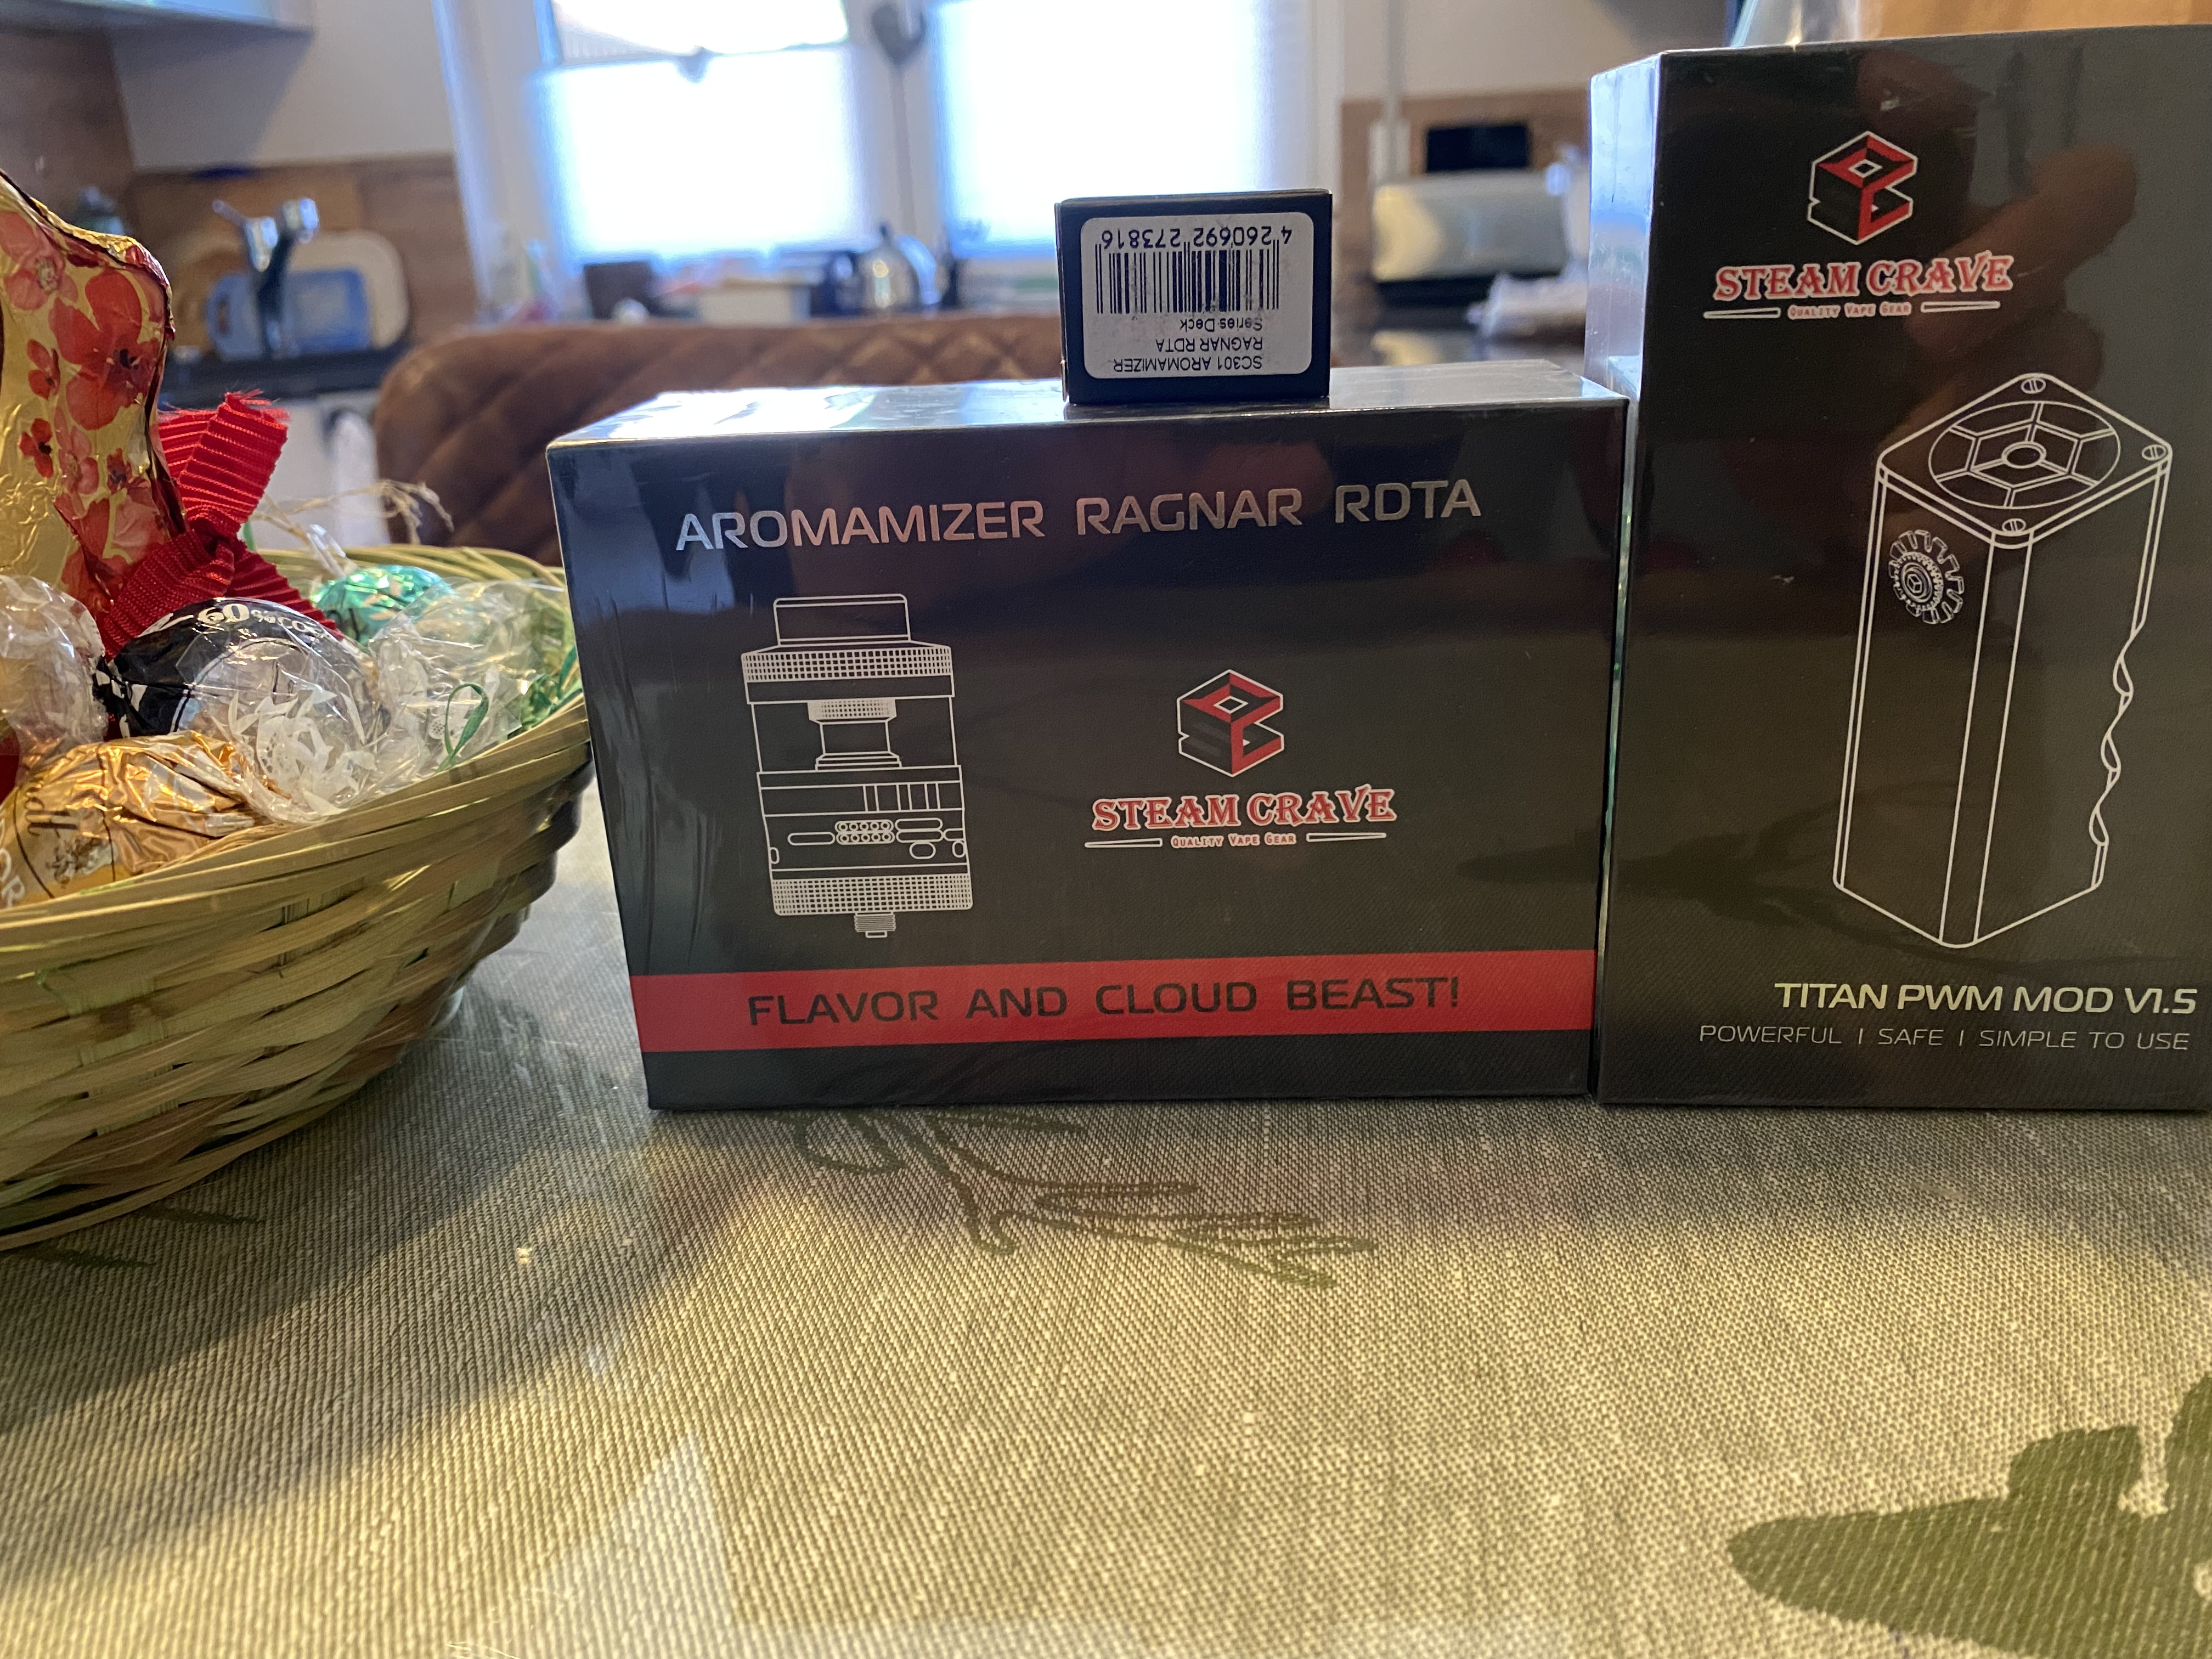 4 260692 273816
SC301 AROMAMIZER
RAGNAR RDTA
Series Deck
AROMAMIZER RAGNAR RDTA
STEAM CRAVE
QUALITY VAPE GEAR
FLAVOR AND CLOUD BEAST!
STEAM CRAVE
QUALITY VAPE GEAR
TITAN PWM MOD V1.5
POWERFUL | SAFE | SIMPLE TO USE
60%